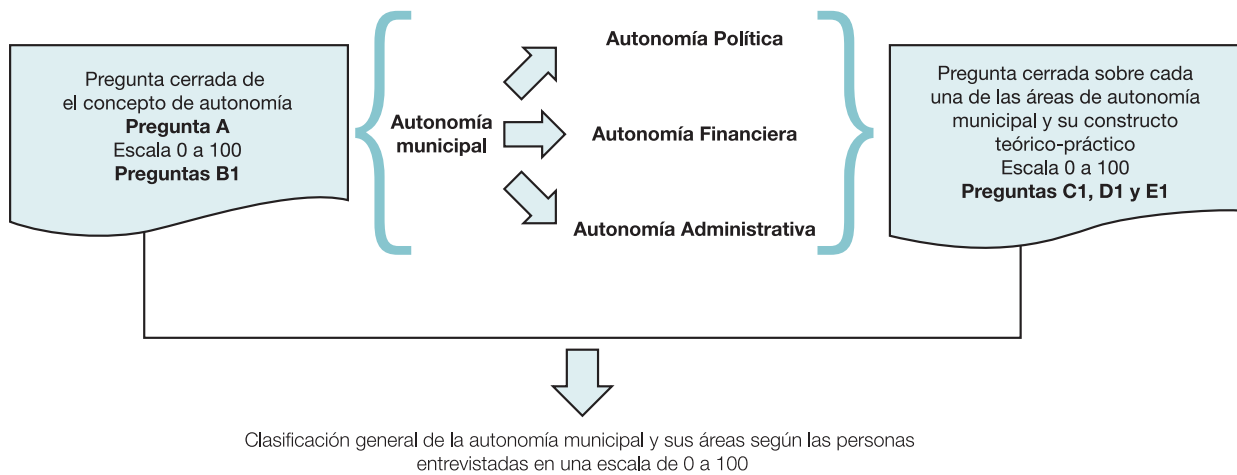 Pregunta cerrada de
el concepto de autonomía
Pregunta A
Escala 0 a 100
Preguntas B1
Autonomía
municipal
Autonomía Política
Autonomía Financiera
Autonomía Administrativa
Pregunta cerrada sobre cada
una de las áreas de autonomía
municipal y su constructo
teórico-práctico
Escala 0 a 100
Preguntas C1, D1 y E1
Clasificación general de la autonomía municipal y sus áreas según las personas
entrevistadas en una escala de 0 a 100